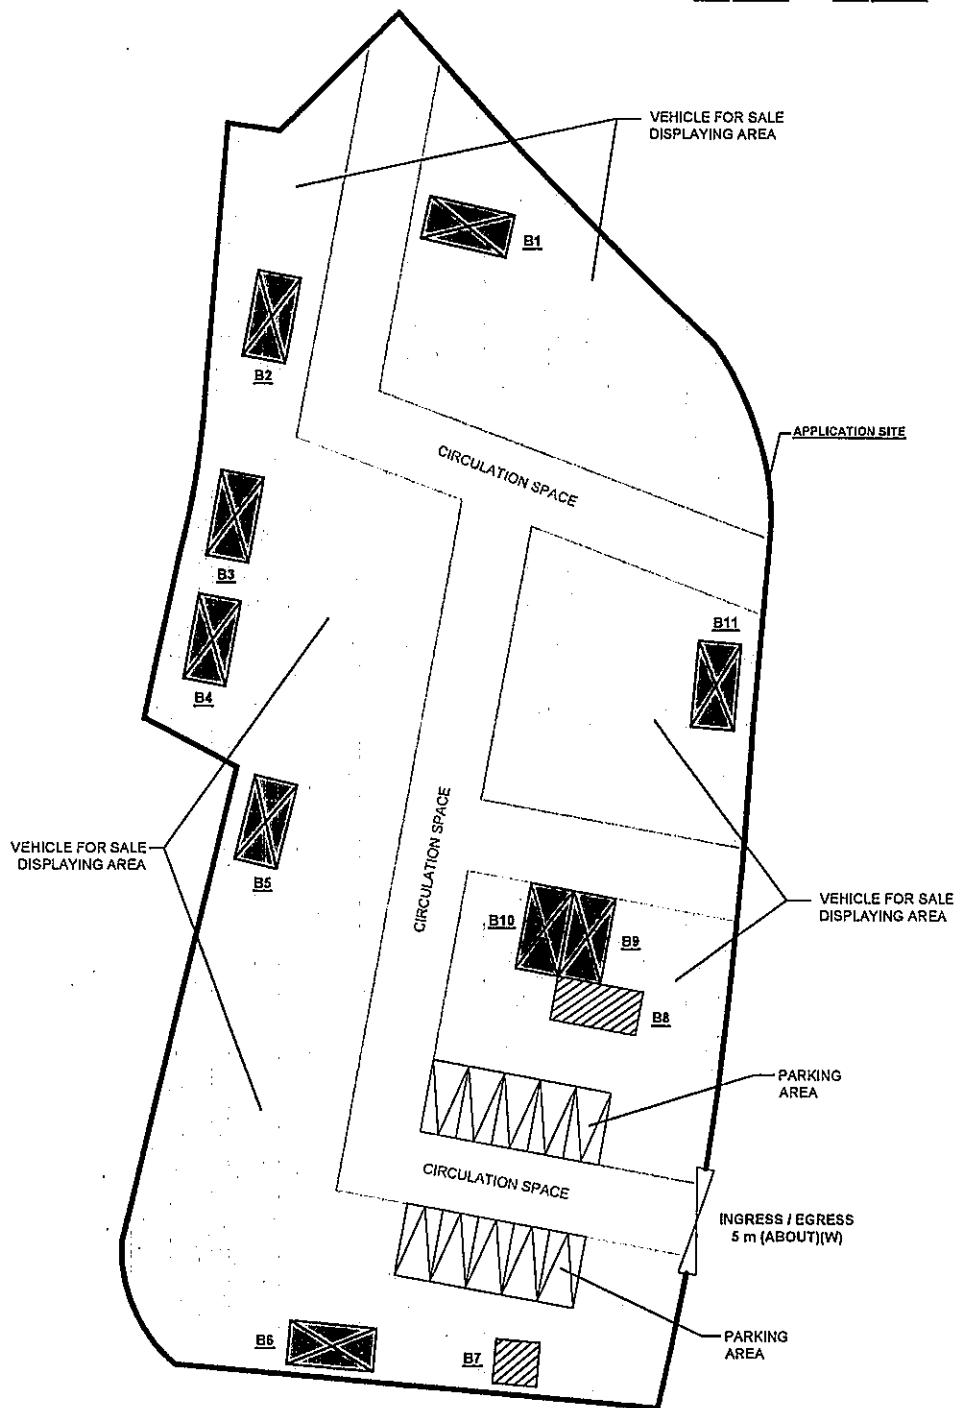 VEHICLE FOR SALE
DISPLAYING AREA
B1
B2
APPLICATION SITE
CIRCULATION SPACE
B3
B11
B4
CIRCULATION SPACE
VEHICLE FOR SALE
DISPLAYING AREA
B5
VEHICLE FOR SALE
DISPLAYING AREA
B10
B9
B8
PARKING
AREA
CIRCULATION SPACE
INGRESS / EGRESS
5 m (ABOUT)(W)
B6
B7
PARKING
AREA